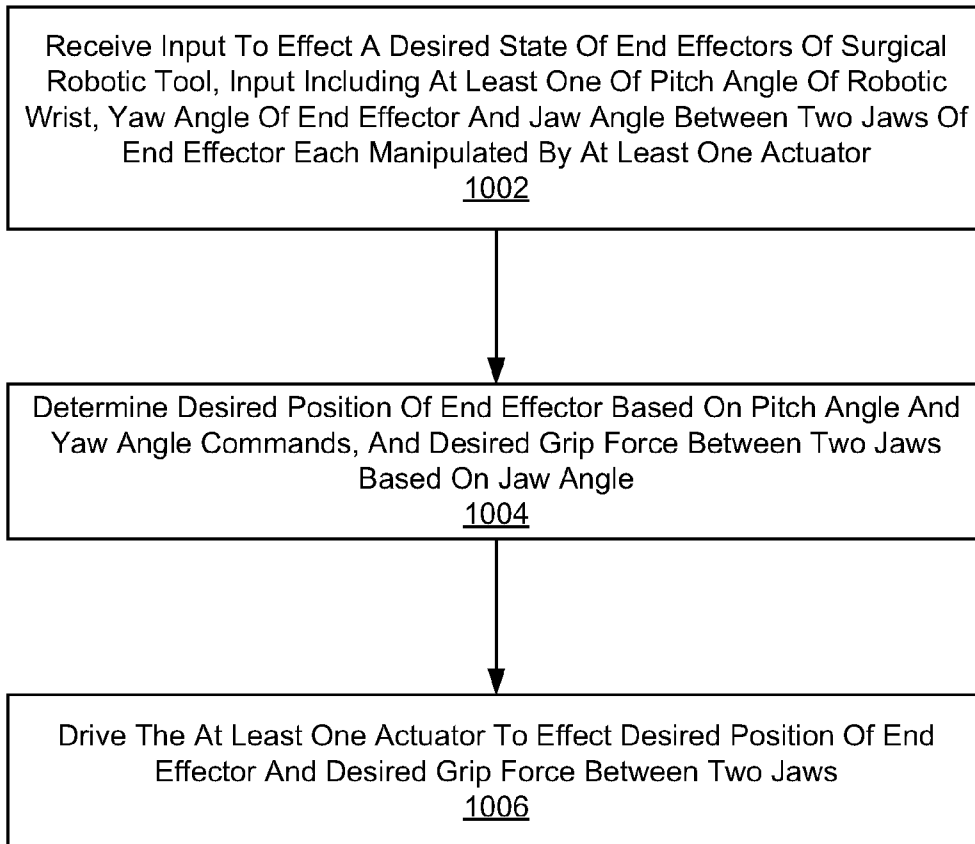 Receive Input To Effect A Desired State Of End Effectors Of Surgical
Robotic Tool, Input Including At Least One Of Pitch Angle Of Robotic
Wrist, Yaw Angle Of End Effector And Jaw Angle Between Two Jaws Of
End Effector Each Manipulated By At Least One Actuator
1002
Determine Desired Position Of End Effector Based On Pitch Angle And
Yaw Angle Commands, And Desired Grip Force Between Two Jaws
Based On Jaw Angle
1004
Drive The At Least One Actuator To Effect Desired Position Of End
Effector And Desired Grip Force Between Two Jaws
1006